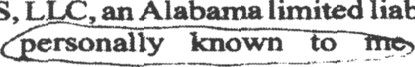 S, LLC, an Alabama limited liab
personally known to me,